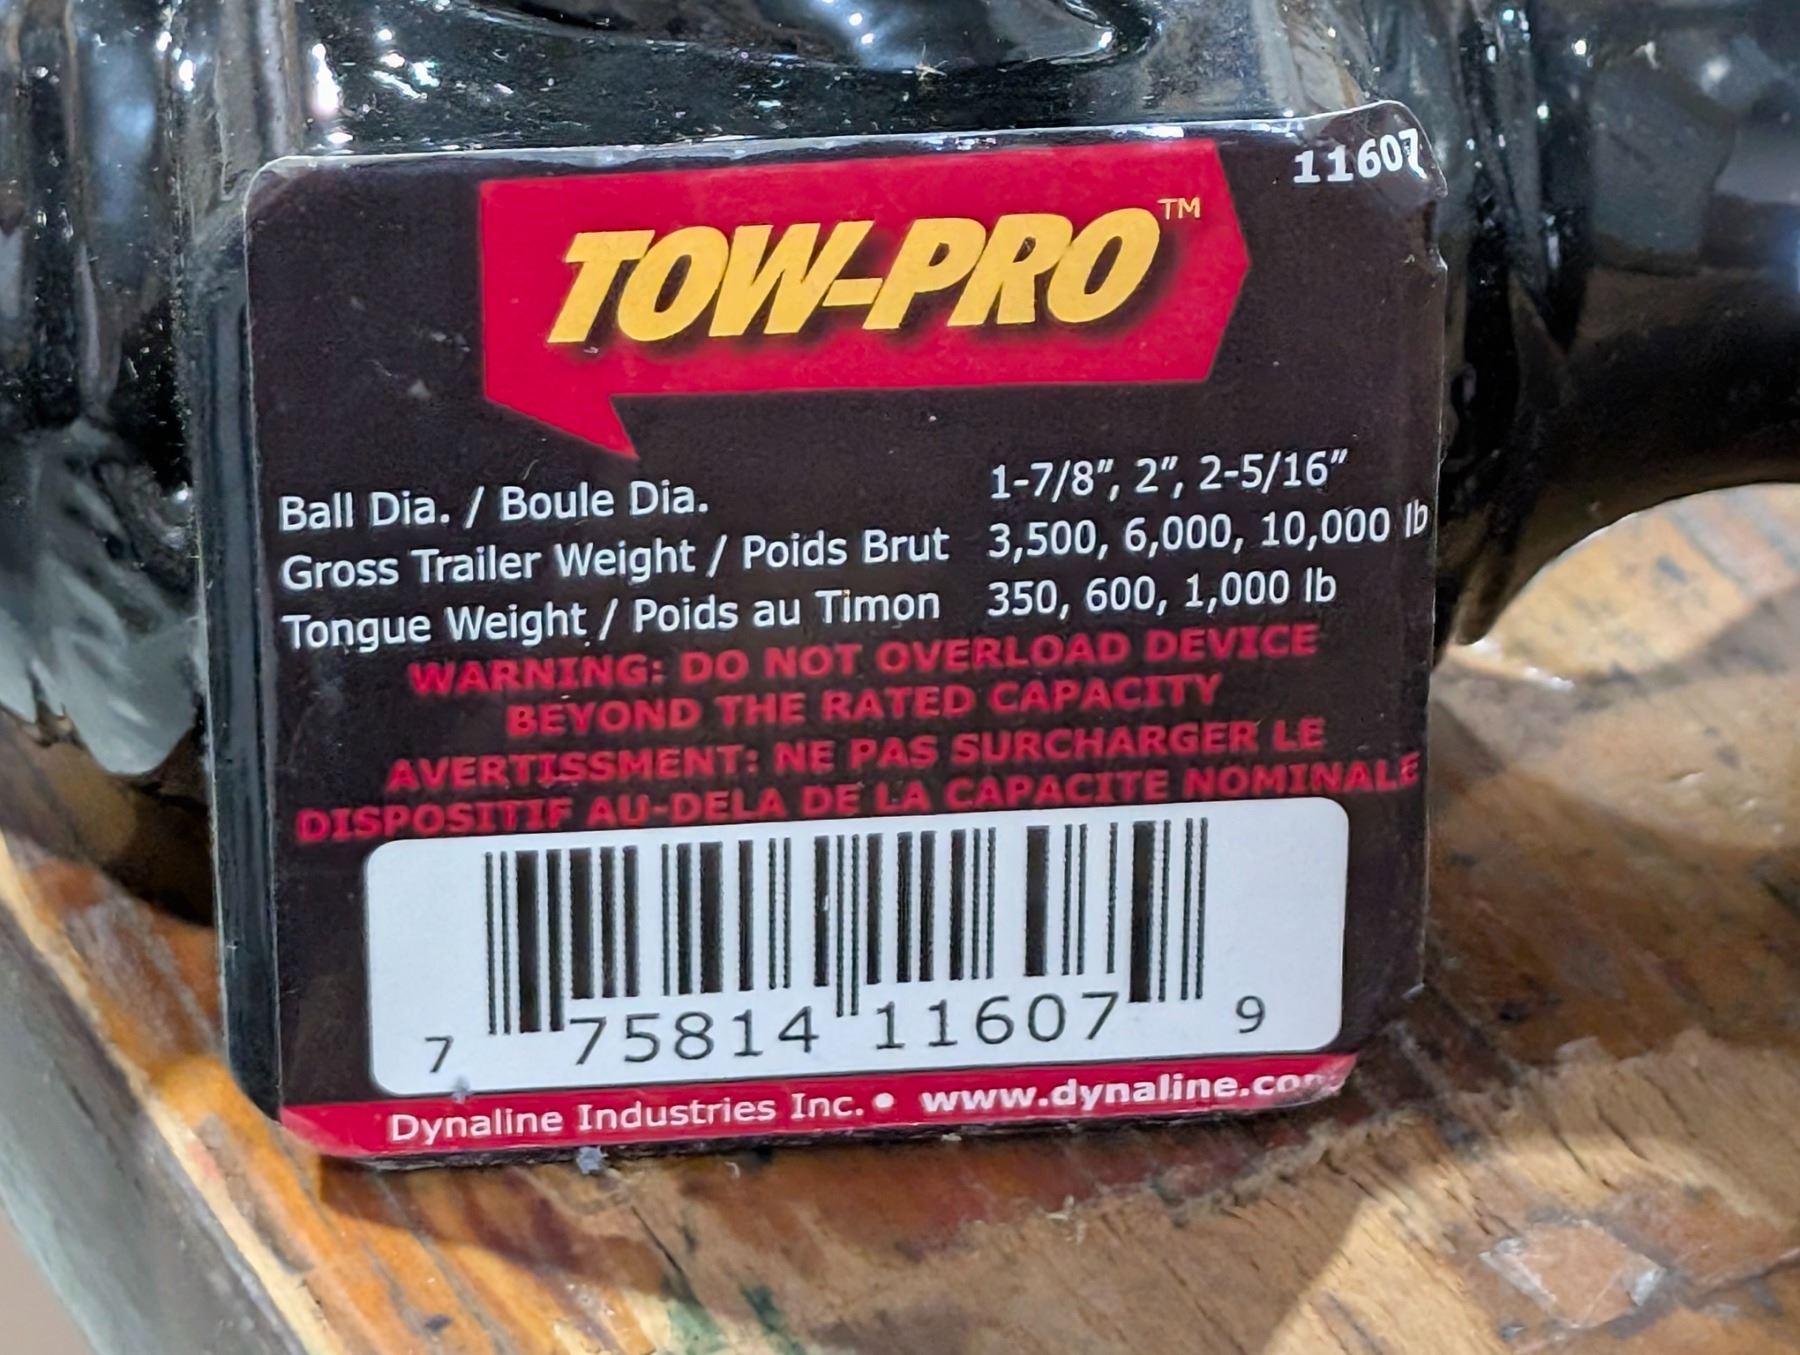 11607
TOW-PRO™
Ball Dia. / Boule Dia. 1-7/8", 2", 2-5/16"
Gross Trailer Weight / Poids Brut 3,500, 6,000, 10,000 lb
Tongue Weight / Poids au Timon 350, 600, 1,000 lb
WARNING: DO NOT OVERLOAD DEVICE
BEYOND THE RATED CAPACITY
AVERTISSMENT: NE PAS SURCHARGER LE
DISPOSITIF AU-DELA DE LA CAPACITE NOMINALE
7 75814 11607 9
Dynaline Industries Inc. • www.dynaline.com